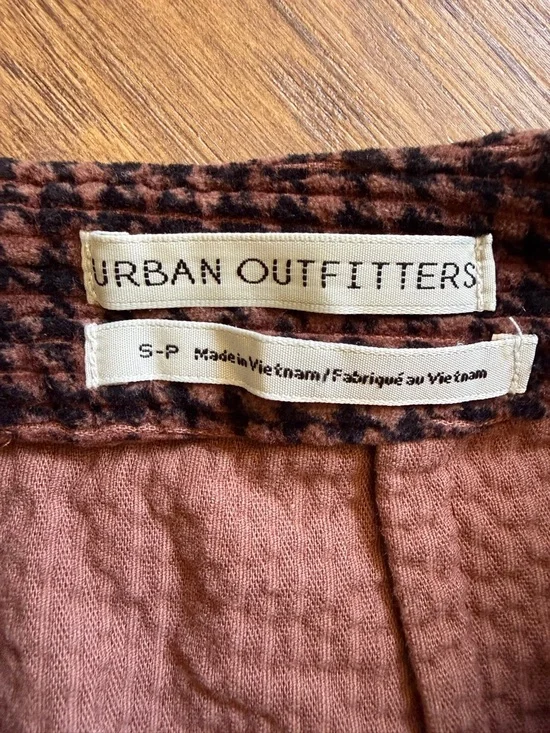 URBAN OUTFITTERS
S-P Made in Vietnam/Fabriqué au Vietnam